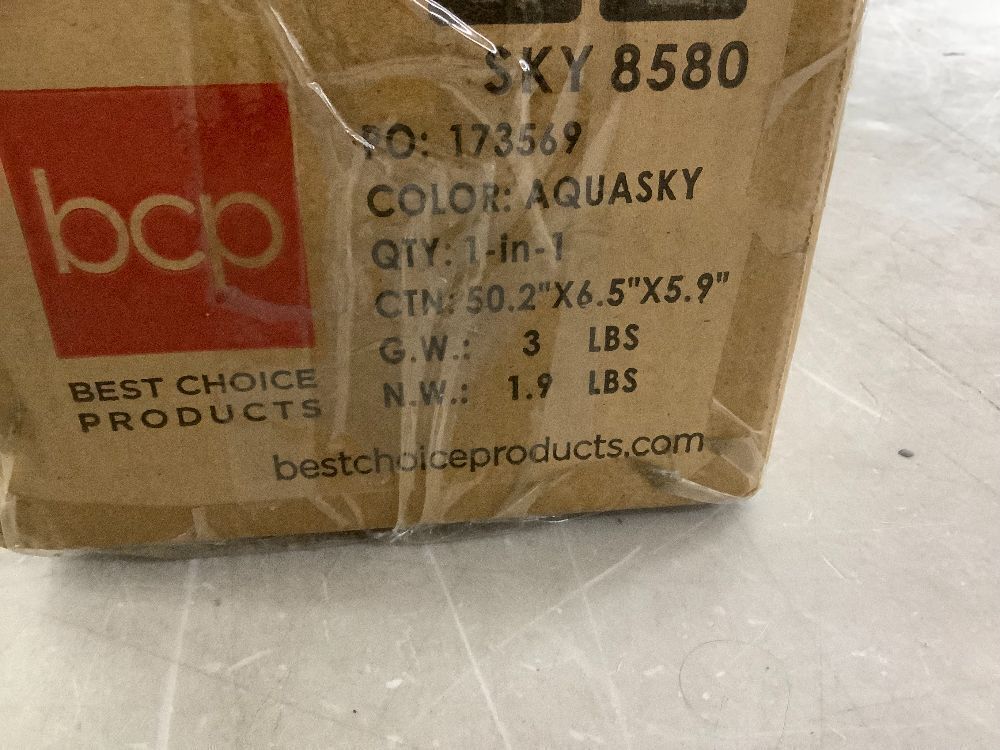 SKY 8580
PO: 173569
COLOR: AQUASKY
QTY: 1-in-1
CTN: 50.2"X6.5"X5.9"
G.W.: 3 LBS
N.W.: 1.9 LBS
bcp
BEST CHOICE
PRODUCTS
bestchoiceproducts.com